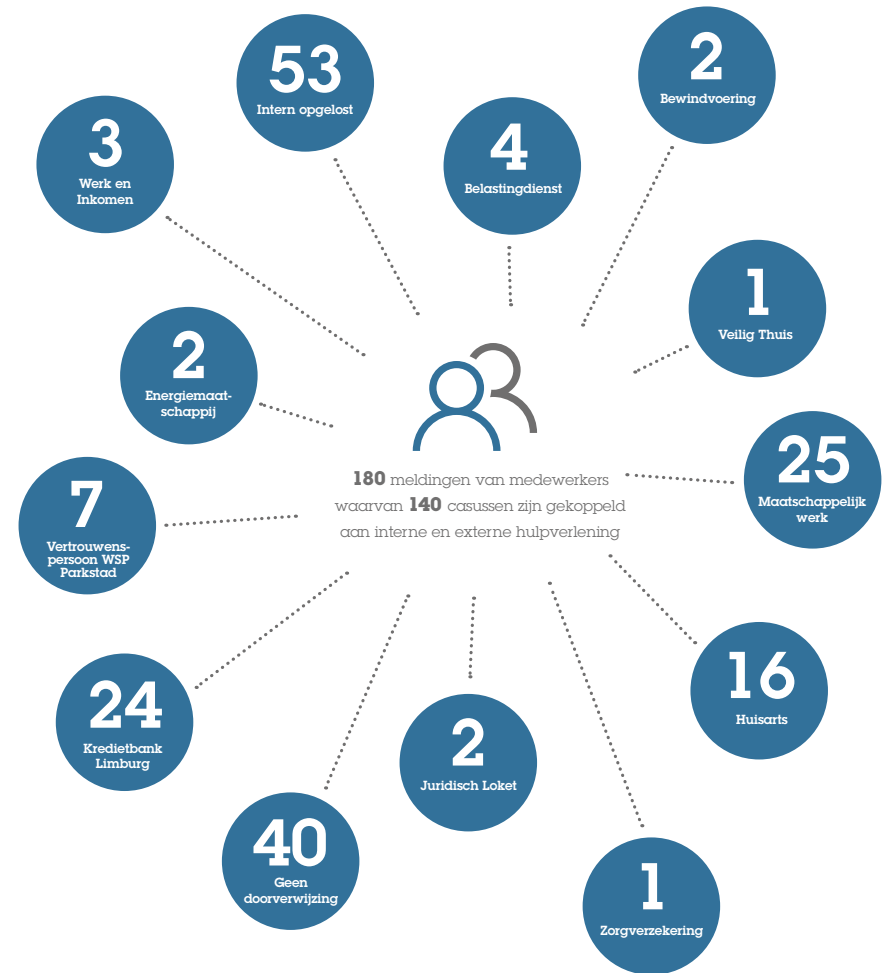 53
Intern opgelost
2
Bewindvoering
3
Werk en
Inkomen
4
Belastingdienst
1
Veilig Thuis
2
Energiemaat-
schappij
25
Maatschappelijk
werk
180 meldingen van medewerkers
waarvan 140 casussen zijn gekoppeld
aan interne en externe hulpverlening
7
Vertrouwens-
persoon WSP
Parkstad
16
Huisarts
24
Kredietbank
Limburg
2
Juridisch Loket
40
Geen
doorverwijzing
1
Zorgverzekering